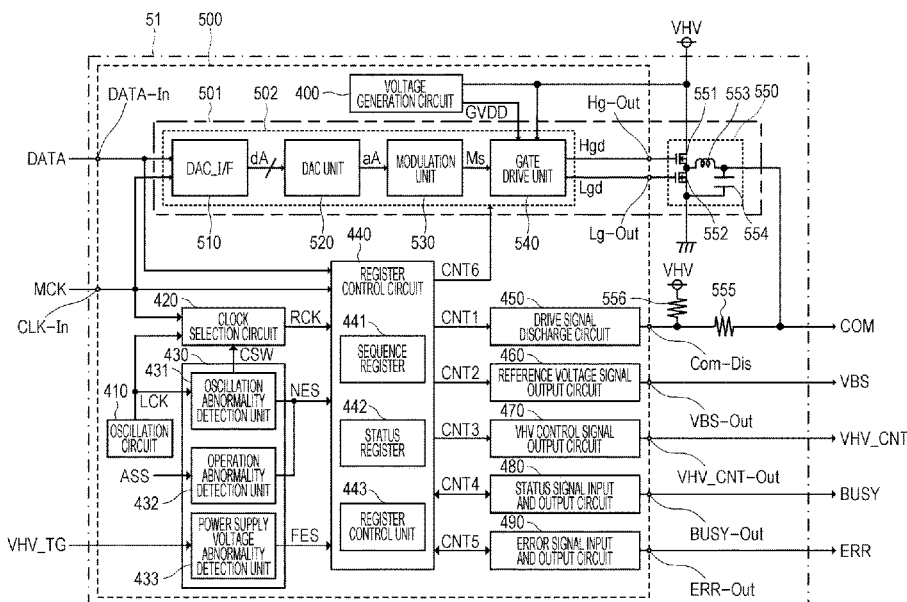 51
500
VHV
DATA-In
501
502
400
VOLTAGE
GENERATION CIRCUIT
GVDD
Hg-Out
551
553
550
DATA
DAC_I/F
dA
DAC UNIT
aA
MODULATION
UNIT
Ms
GATE
DRIVE UNIT
Hgd
Lgd
510
520
530
540
Lg-Out
552
554
440
MCK
CLK-In
420
CLOCK
SELECTION CIRCUIT
RCK
REGISTER
CONTROL CIRCUIT
CNT6
VHV
556
555
450
CNT1
DRIVE SIGNAL
DISCHARGE CIRCUIT
COM
Com-Dis
441
SEQUENCE
REGISTER
430
CSW
431
OSCILLATION
ABNORMALITY
DETECTION UNIT
NES
410
LCK
OSCILLATION
CIRCUIT
460
CNT2
REFERENCE VOLTAGE SIGNAL
OUTPUT CIRCUIT
VBS
VBS-Out
442
STATUS
REGISTER
470
CNT3
VHV CONTROL SIGNAL
OUTPUT CIRCUIT
VHV_CNT
VHV_CNT-Out
ASS
432
OPERATION
ABNORMALITY
DETECTION UNIT
443
REGISTER
CONTROL UNIT
480
CNT4
STATUS SIGNAL INPUT
AND OUTPUT CIRCUIT
BUSY
BUSY-Out
VHV_TG
433
POWER SUPPLY
VOLTAGE
ABNORMALITY
DETECTION UNIT
FES
490
CNT5
ERROR SIGNAL INPUT
AND OUTPUT CIRCUIT
ERR
ERR-Out